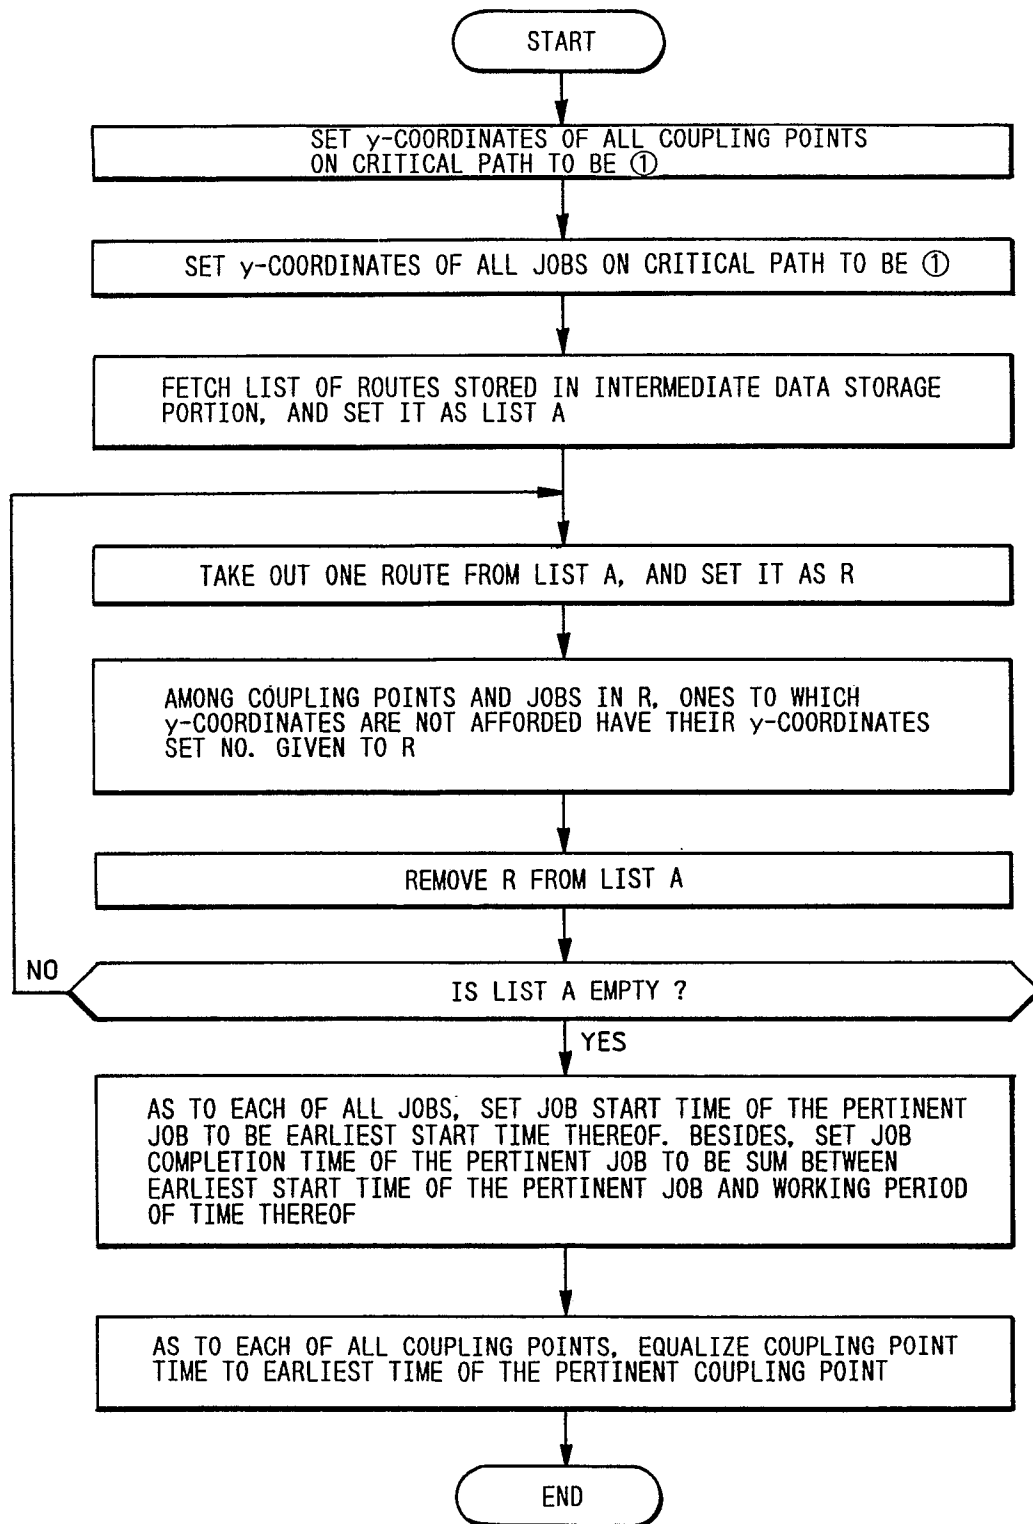 START
SET y-COORDINATES OF ALL COUPLING POINTS
ON CRITICAL PATH TO BE ①
SET y-COORDINATES OF ALL JOBS ON CRITICAL PATH TO BE ①
FETCH LIST OF ROUTES STORED IN INTERMEDIATE DATA STORAGE
PORTION, AND SET IT AS LIST A
TAKE OUT ONE ROUTE FROM LIST A, AND SET IT AS R
AMONG COUPLING POINTS AND JOBS IN R, ONES TO WHICH
y-COORDINATES ARE NOT AFFORDED HAVE THEIR y-COORDINATES
SET NO. GIVEN TO R
REMOVE R FROM LIST A
NO
IS LIST A EMPTY ?
YES
AS TO EACH OF ALL JOBS, SET JOB START TIME OF THE PERTINENT
JOB TO BE EARLIEST START TIME THEREOF. BESIDES, SET JOB
COMPLETION TIME OF THE PERTINENT JOB TO BE SUM BETWEEN
EARLIEST START TIME OF THE PERTINENT JOB AND WORKING PERIOD
OF TIME THEREOF
AS TO EACH OF ALL COUPLING POINTS, EQUALIZE COUPLING POINT
TIME TO EARLIEST TIME OF THE PERTINENT COUPLING POINT
END